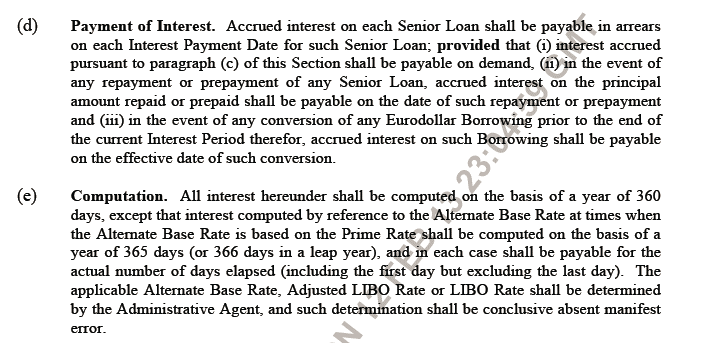 (d) Payment of Interest. Accrued interest on each Senior Loan shall be payable in arrears
on each Interest Payment Date for such Senior Loan; provided that (i) interest accrued
pursuant to paragraph (c) of this Section shall be payable on demand, (ii) in the event of
any repayment or prepayment of any Senior Loan, accrued interest on the principal
amount repaid or prepaid shall be payable on the date of such repayment or prepayment
and (iii) in the event of any conversion of any Eurodollar Borrowing prior to the end of
the current Interest Period therefor, accrued interest on such Borrowing shall be payable
on the effective date of such conversion.
(e) Computation. All interest hereunder shall be computed on the basis of a year of 360
days, except that interest computed by reference to the Alternate Base Rate at times when
the Alternate Base Rate is based on the Prime Rate shall be computed on the basis of a
year of 365 days (or 366 days in a leap year), and in each case shall be payable for the
actual number of days elapsed (including the first day but excluding the last day). The
applicable Alternate Base Rate, Adjusted LIBO Rate or LIBO Rate shall be determined
by the Administrative Agent, and such determination shall be conclusive absent manifest
error.
N 12 FEB 13 23:04:59 GMT